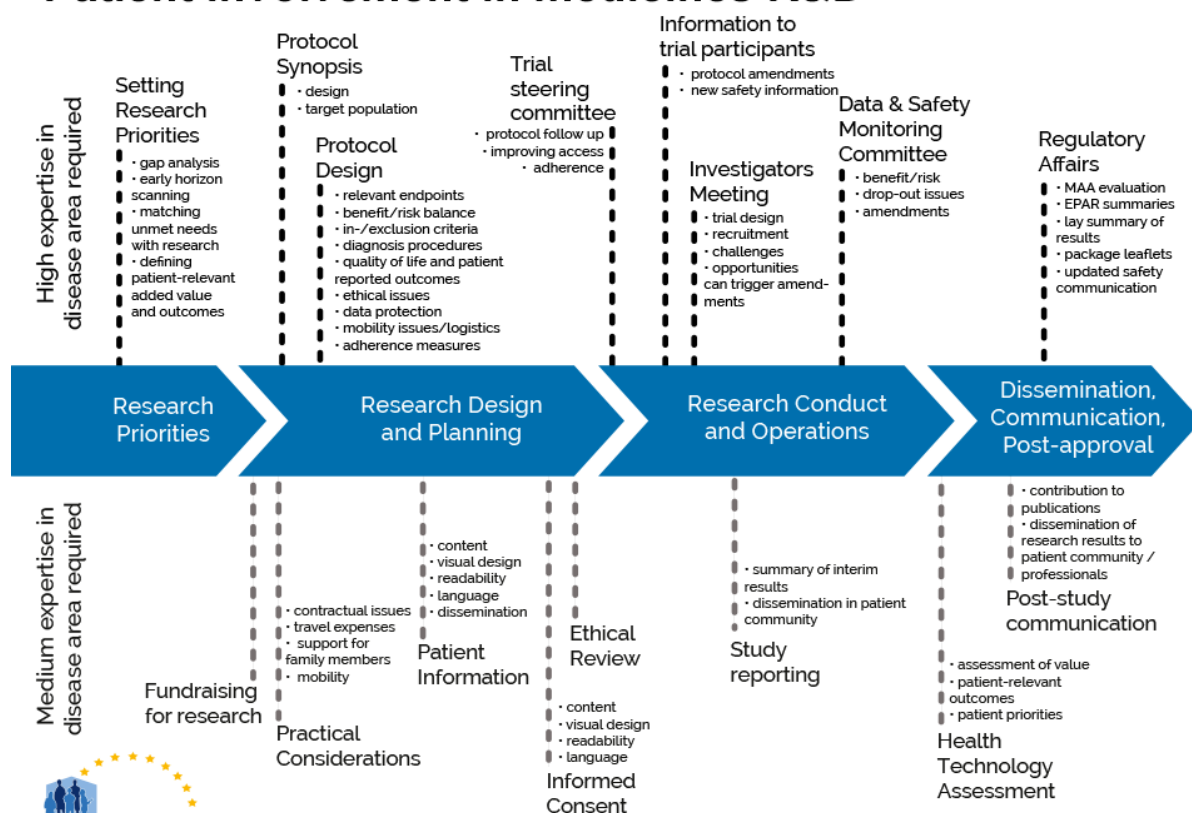 Patient involvement in medicines R&D
High expertise in
disease area required
Setting
Research
Priorities
· gap analysis
· early horizon
scanning
· matching
unmet needs
with research
· defining
patient-relevant
added value
and outcomes
Protocol
Synopsis
· design
· target population
Protocol
Design
· relevant endpoints
· benefit/risk balance
· in-/exclusion criteria
· diagnosis procedures
· quality of life and patient
reported outcomes
· ethical issues
· data protection
· mobility issues/logistics
· adherence measures
Trial
steering
committee
· protocol follow up
· improving access
· adherence
Information to
trial participants
· protocol amendments
· new safety information
Investigators
Meeting
· trial design
· recruitment
· challenges
· opportunities
can trigger amend-
ments
Data & Safety
Monitoring
Committee
· benefit/risk
· drop-out issues
· amendments
Regulatory
Affairs
· MAA evaluation
· EPAR summaries
· lay summary of
results
· package leaflets
· updated safety
communication
Research
Priorities
Research Design
and Planning
Research Conduct
and Operations
Dissemination,
Communication,
Post-approval
Medium expertise in
disease area required
Fundraising
for research
· contractual issues
· travel expenses
· support for
family members
· mobility
Practical
Considerations
· content
· visual design
· readability
· language
· dissemination
Patient
Information
Ethical
Review
· content
· visual design
· readability
· language
Informed
Consent
· summary of interim
results
· dissemination in patient
community
Study
reporting
· contribution to
publications
· dissemination of
research results to
patient community /
professionals
Post-study
communication
· assessment of value
· patient-relevant
outcomes
· patient priorities
Health
Technology
Assessment